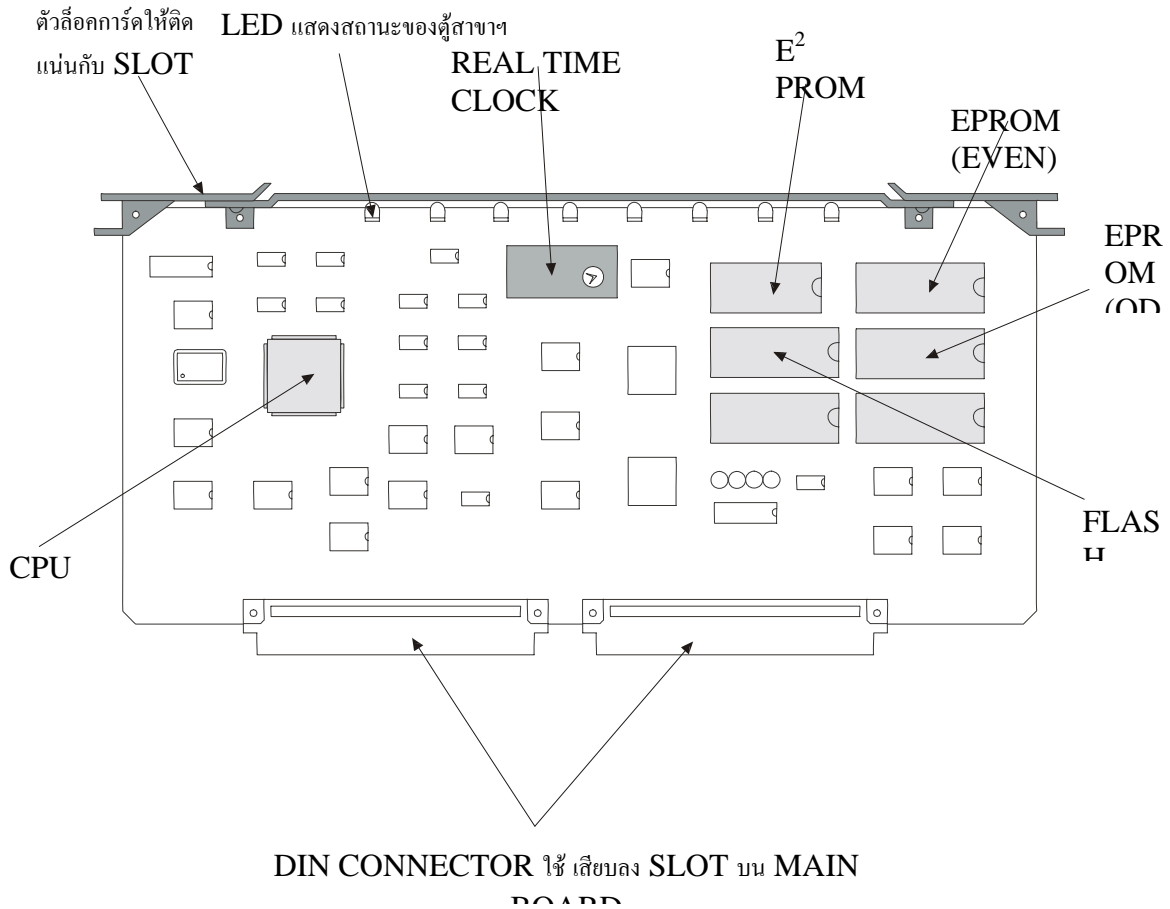 ตัวล็อคการ์ดให้ติด
แน่นกับ SLOT
LED แสดงสถานะของตู้สาขาฯ
REAL TIME
CLOCK
E²
PROM
EPROM
(EVEN)
EPR
OM
(OD
FLAS
H
CPU
DIN CONNECTOR ใช้ เสียบลง SLOT บน MAIN
BOARD